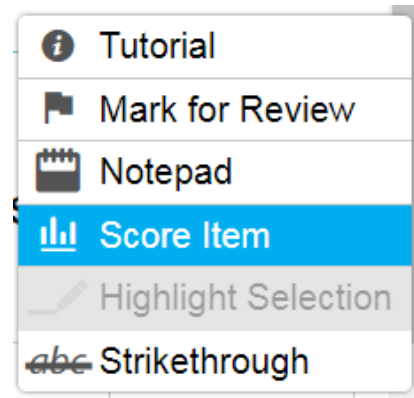 Tutorial
Mark for Review
Notepad
Score Item
Highlight Selection
abc Strikethrough